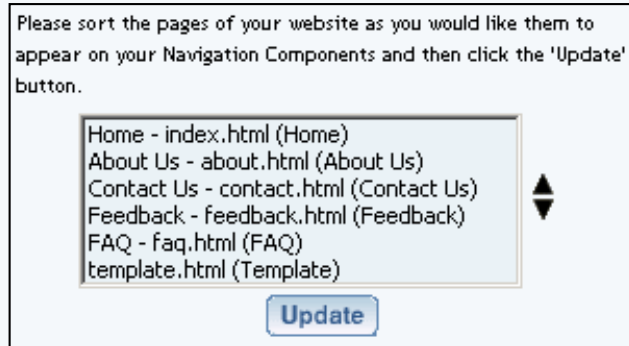 Please sort the pages of your website as you would like them to
appear on your Navigation Components and then click the 'Update'
button.
Home - index.html (Home)
About Us - about.html (About Us)
Contact Us - contact.html (Contact Us)
Feedback - feedback.html (Feedback)
FAQ - faq.html (FAQ)
template.html (Template)
Update